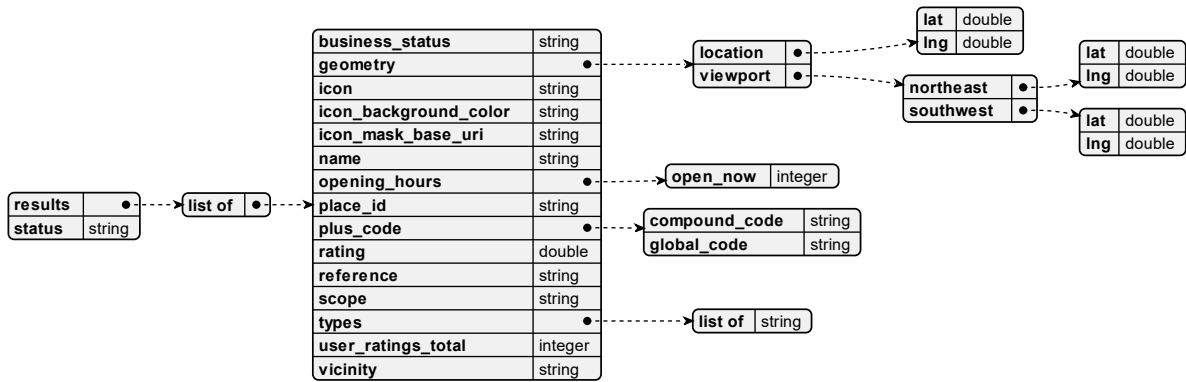 results
status string
list of
business_status string
geometry
icon string
icon_background_color string
icon_mask_base_uri string
name string
opening_hours
place_id string
plus_code
rating double
reference string
scope string
types
user_ratings_total integer
vicinity string
location
viewport
lat double
lng double
northeast
southwest
lat double
lng double
lat double
lng double
open_now integer
compound_code string
global_code string
list of string